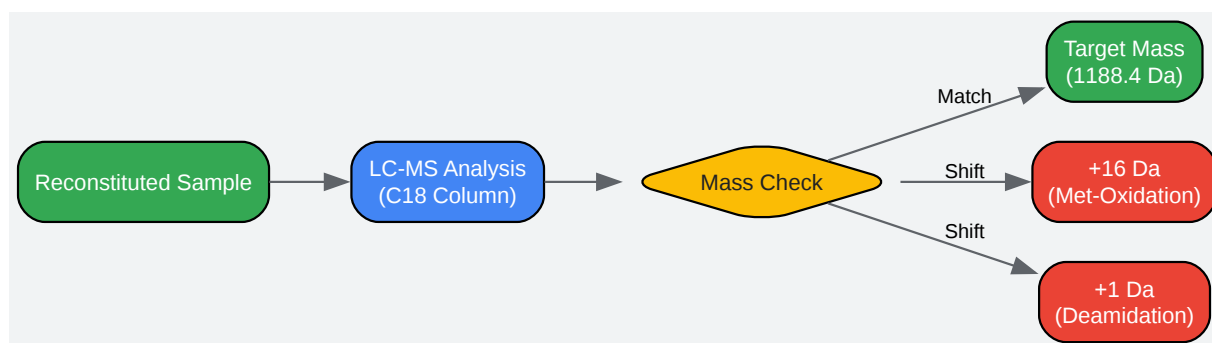 Reconstituted Sample
LC-MS Analysis
(C18 Column)
Mass Check
Match
Target Mass
(1188.4 Da)
Shift
+16 Da
(Met-Oxidation)
Shift
+1 Da
(Deamidation)